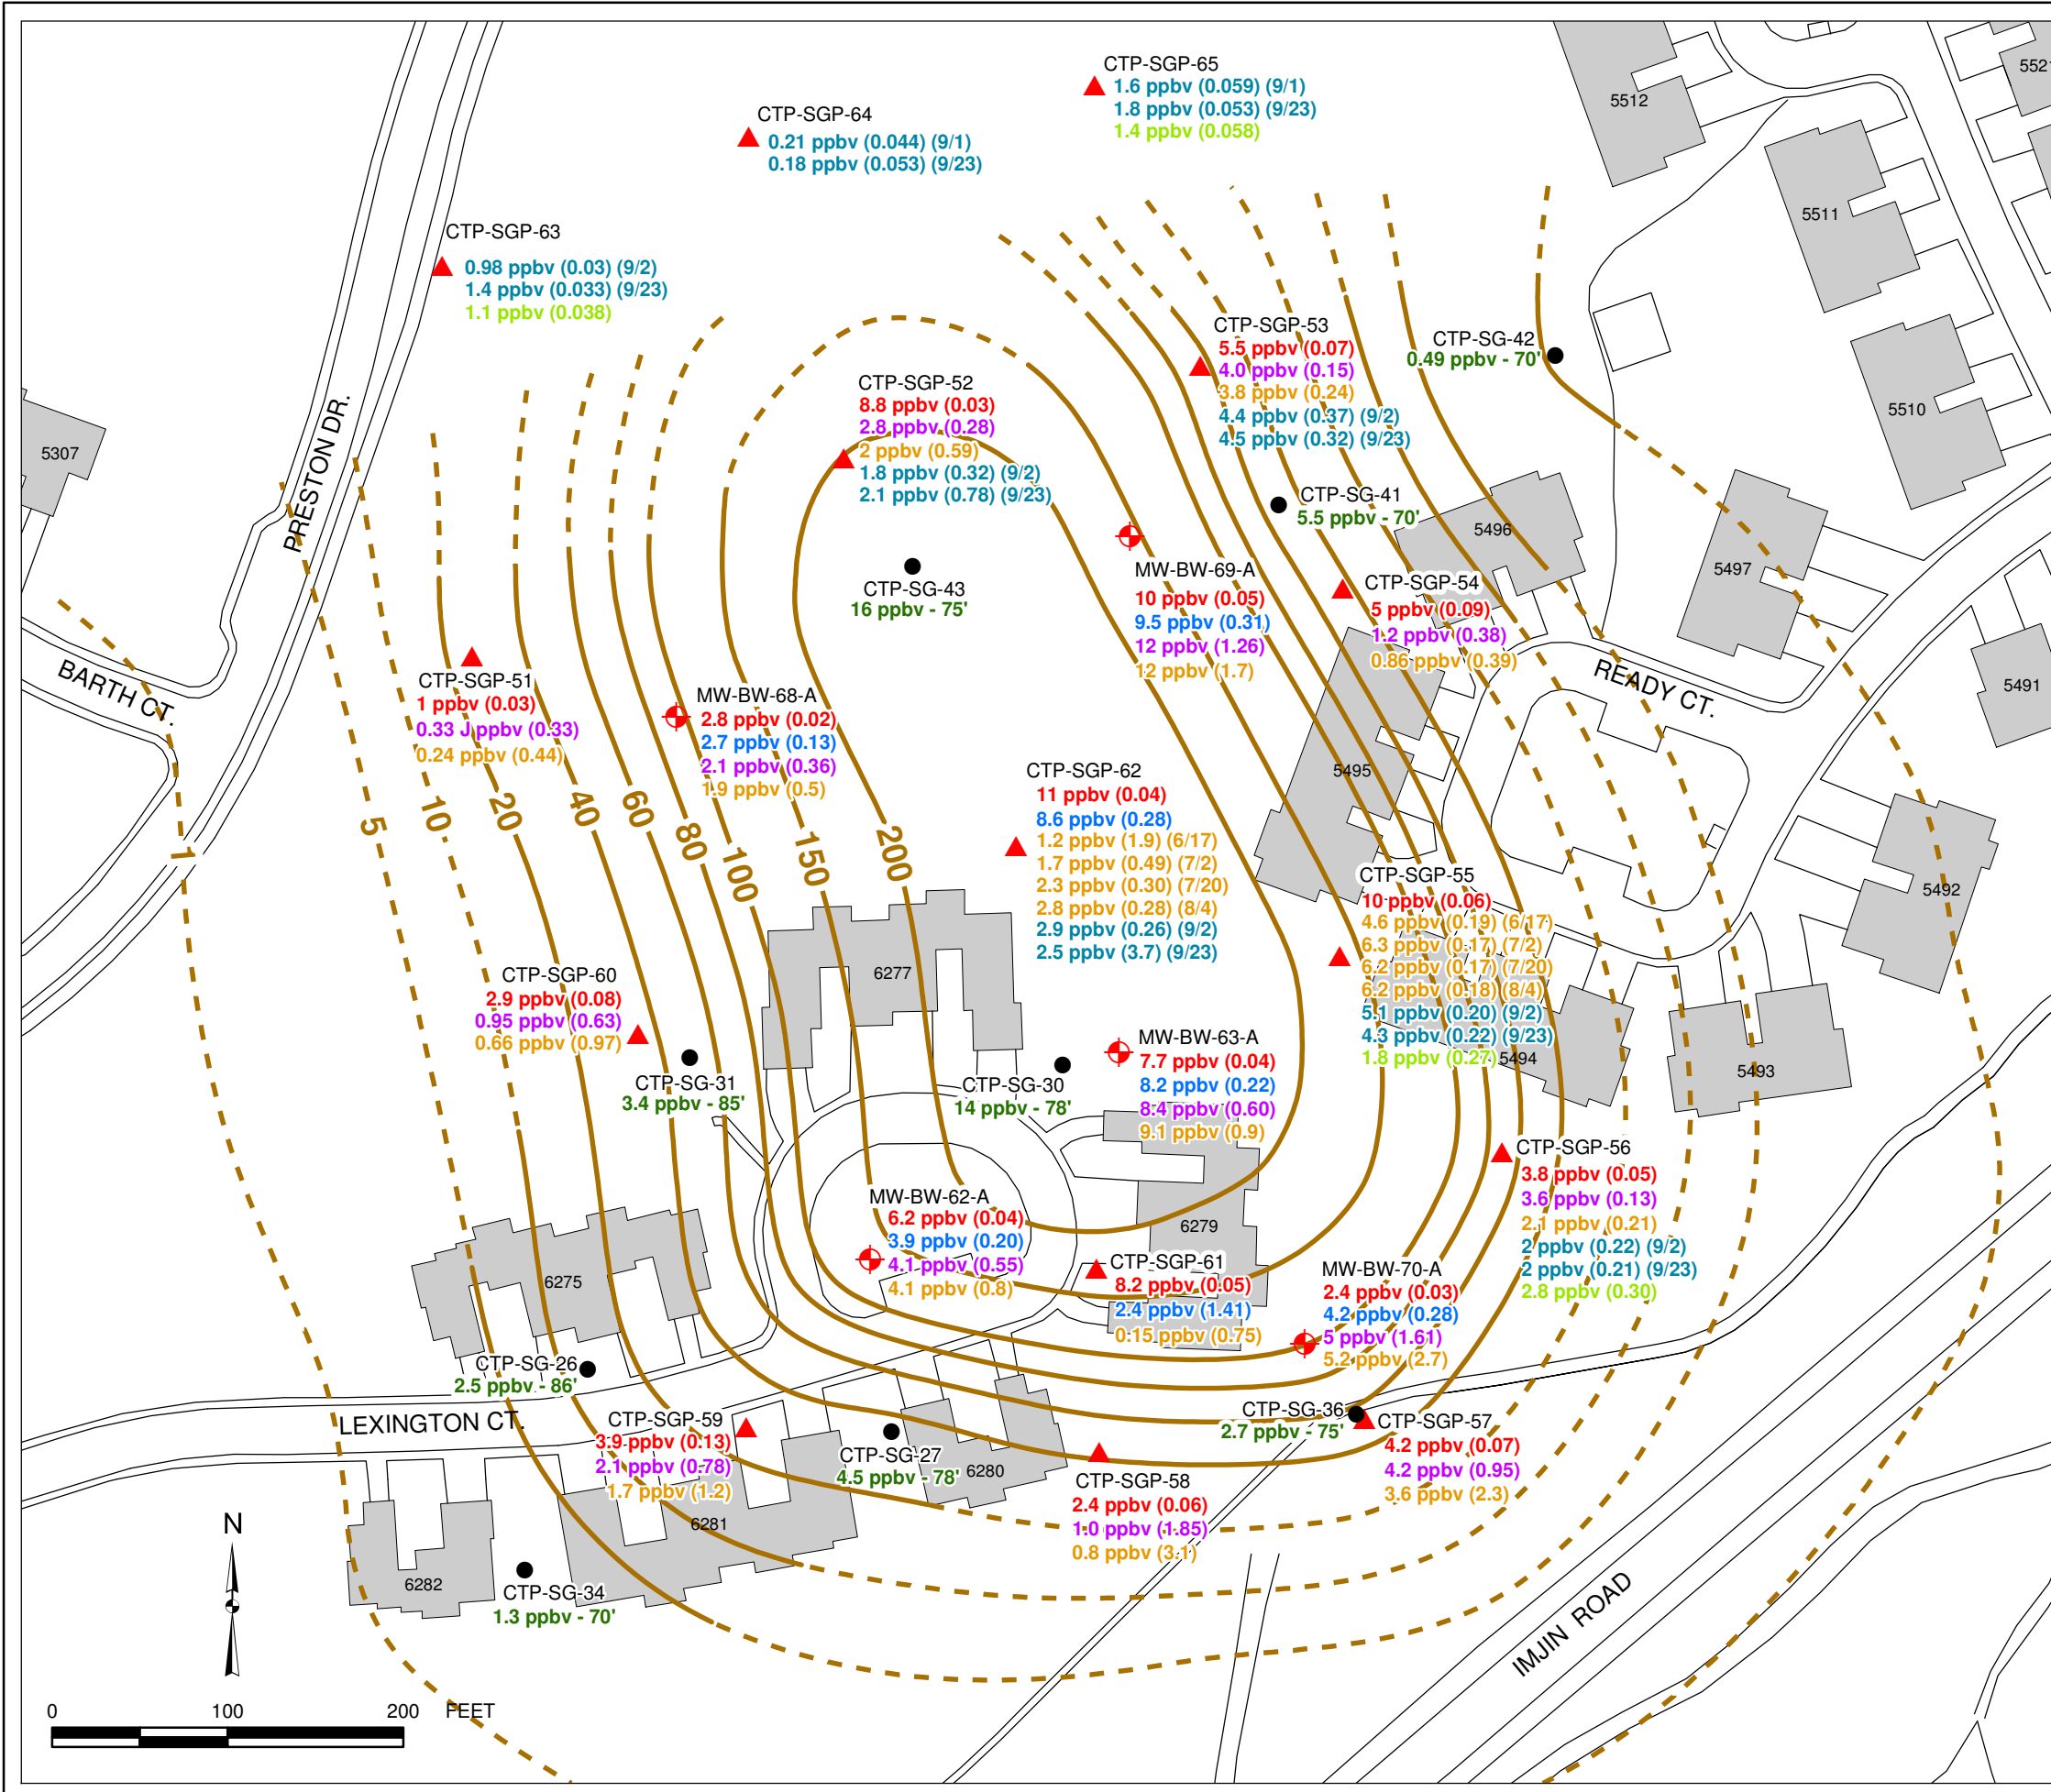 CTP-SGP-65
1.6 ppbv (0.059) (9/1)
1.8 ppbv (0.053) (9/23)
1.4 ppbv (0.058)
5512
5521
CTP-SGP-64
0.21 ppbv (0.044) (9/1)
0.18 ppbv (0.053) (9/23)
5511
CTP-SGP-63
0.98 ppbv (0.03) (9/2)
1.4 ppbv (0.033) (9/23)
1.1 ppbv (0.038)
CTP-SGP-53
5.5 ppbv (0.07)
4.0 ppbv (0.15)
3.8 ppbv (0.24)
4.4 ppbv (0.37) (9/2)
4.5 ppbv (0.32) (9/23)
CTP-SG-42
0.49 ppbv - 70'
5510
CTP-SGP-52
8.8 ppbv (0.03)
2.8 ppbv (0.28)
2 ppbv (0.59)
1.8 ppbv (0.32) (9/2)
2.1 ppbv (0.78) (9/23)
5307
PRESTON DR.
CTP-SG-41
5.5 ppbv - 70'
5496
5497
CTP-SG-43
16 ppbv - 75'
MW-BW-69-A
10 ppbv (0.05)
9.5 ppbv (0.31)
12 ppbv (1.26)
12 ppbv (1.7)
CTP-SGP-54
5 ppbv (0.09)
1.2 ppbv (0.38)
0.86 ppbv (0.39)
BARTH CT.
CTP-SGP-51
1 ppbv (0.03)
0.33 J ppbv (0.33)
0.24 ppbv (0.44)
MW-BW-68-A
2.8 ppbv (0.02)
2.7 ppbv (0.13)
2.1 ppbv (0.36)
1.9 ppbv (0.5)
READY CT.
5491
5495
CTP-SGP-62
11 ppbv (0.04)
8.6 ppbv (0.28)
1.2 ppbv (1.9) (6/17)
1.7 ppbv (0.49) (7/2)
2.3 ppbv (0.30) (7/20)
2.8 ppbv (0.28) (8/4)
2.9 ppbv (0.26) (9/2)
2.5 ppbv (3.7) (9/23)
1
5
10
20
40
60
80
100
150
200
CTP-SGP-55
10 ppbv (0.06)
4.6 ppbv (0.19) (6/17)
6.3 ppbv (0.17) (7/2)
6.2 ppbv (0.17) (7/20)
6.2 ppbv (0.18) (8/4)
5.1 ppbv (0.20) (9/2)
4.3 ppbv (0.22) (9/23)
1.8 ppbv (0.27)
5492
5494
5493
6277
CTP-SGP-60
2.9 ppbv (0.08)
0.95 ppbv (0.63)
0.66 ppbv (0.97)
CTP-SG-31
3.4 ppbv - 85'
CTP-SG-30
14 ppbv - 78'
MW-BW-63-A
7.7 ppbv (0.04)
8.2 ppbv (0.22)
8.4 ppbv (0.60)
9.1 ppbv (0.9)
CTP-SGP-56
3.8 ppbv (0.05)
3.6 ppbv (0.13)
2.1 ppbv (0.21)
2 ppbv (0.22) (9/2)
2 ppbv (0.21) (9/23)
2.8 ppbv (0.30)
MW-BW-62-A
6.2 ppbv (0.04)
3.9 ppbv (0.20)
4.1 ppbv (0.55)
4.1 ppbv (0.8)
6279
6275
CTP-SGP-61
8.2 ppbv (0.05)
2.4 ppbv (1.41)
0.15 ppbv (0.75)
MW-BW-70-A
2.4 ppbv (0.03)
4.2 ppbv (0.28)
5 ppbv (1.61)
5.2 ppbv (2.7)
CTP-SG-26
2.5 ppbv - 86'
LEXINGTON CT.
CTP-SGP-59
3.9 ppbv (0.13)
2.1 ppbv (0.78)
1.7 ppbv (1.2)
6281
CTP-SG-27
4.5 ppbv - 78'
6280
CTP-SG-36
2.7 ppbv - 75'
CTP-SGP-57
4.2 ppbv (0.07)
4.2 ppbv (0.95)
3.6 ppbv (2.3)
CTP-SGP-58
2.4 ppbv (0.06)
1.0 ppbv (1.85)
0.8 ppbv (3.1)
N
6282
CTP-SG-34
1.3 ppbv - 70'
IMJIN ROAD
0 100 200 FEET